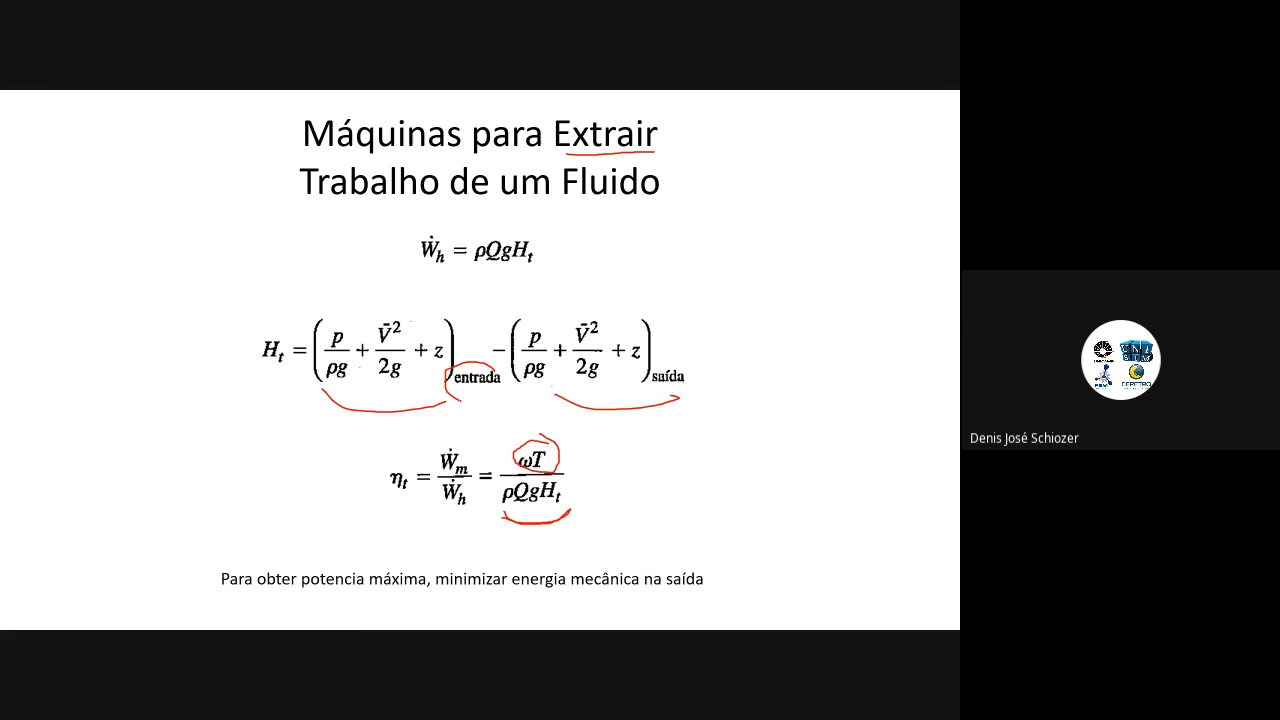 Máquinas para Extrair
Trabalho de um Fluido
Ẇₕ = ρQgHₜ
Hₜ = (p/ρg + V̄²/2g + z)entrada − (p/ρg + V̄²/2g + z)saída
ηₜ = Ẇₘ/Ẇₕ = ωT/ρQgHₜ
Para obter potencia máxima, minimizar energia mecânica na saída
Denis José Schiozer